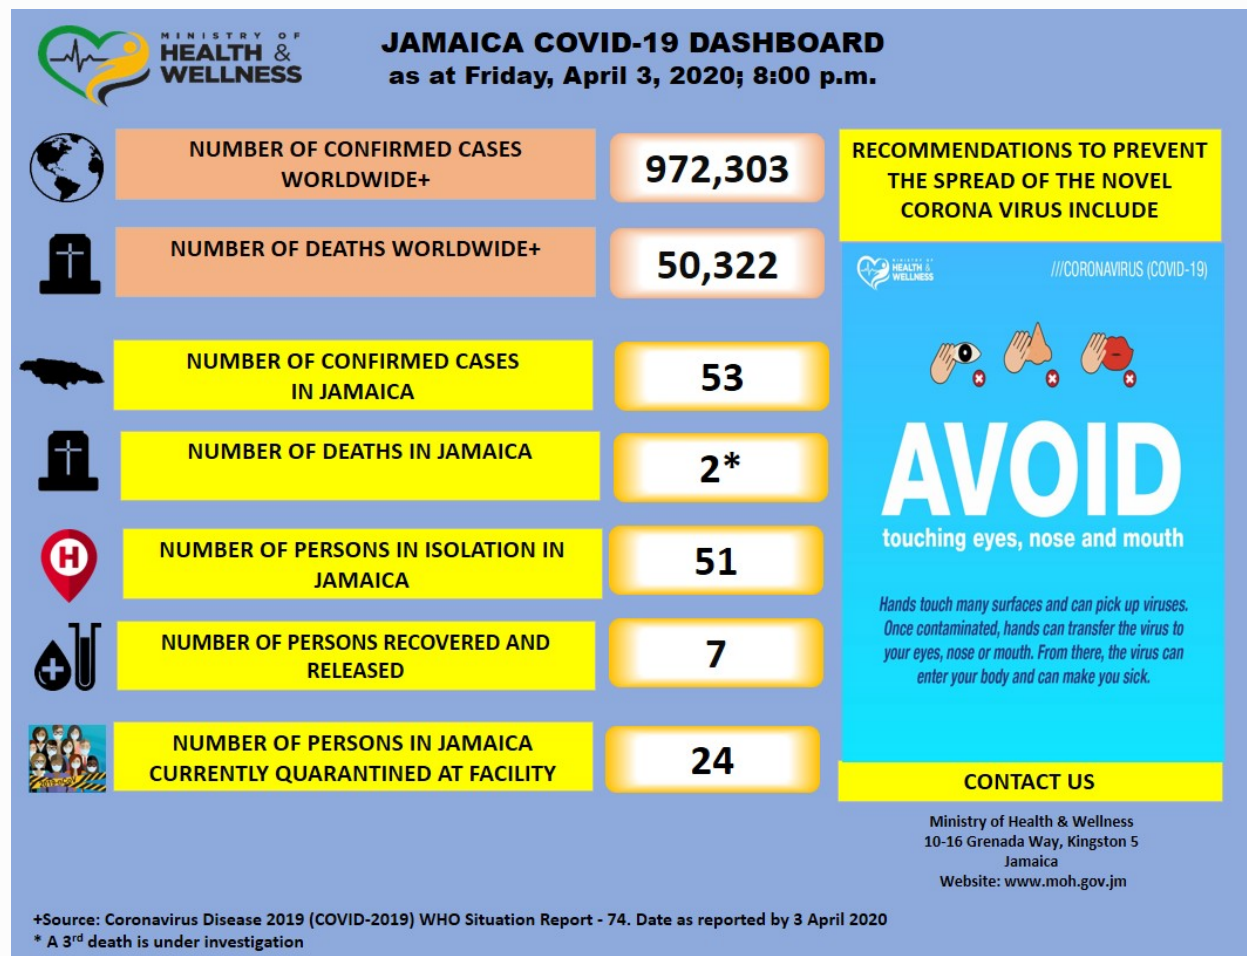 MINISTRY OF
HEALTH &
WELLNESS
JAMAICA COVID-19 DASHBOARD
as at Friday, April 3, 2020; 8:00 p.m.
NUMBER OF CONFIRMED CASES
WORLDWIDE+
972,303
NUMBER OF DEATHS WORLDWIDE+
50,322
NUMBER OF CONFIRMED CASES
IN JAMAICA
53
NUMBER OF DEATHS IN JAMAICA
2*
H
NUMBER OF PERSONS IN ISOLATION IN
JAMAICA
51
NUMBER OF PERSONS RECOVERED AND
RELEASED
7
NUMBER OF PERSONS IN JAMAICA
CURRENTLY QUARANTINED AT FACILITY
24
RECOMMENDATIONS TO PREVENT
THE SPREAD OF THE NOVEL
CORONA VIRUS INCLUDE
MINISTRY OF
HEALTH &
WELLNESS
///CORONAVIRUS (COVID-19)
AVOID
touching eyes, nose and mouth
Hands touch many surfaces and can pick up viruses.
Once contaminated, hands can transfer the virus to
your eyes, nose or mouth. From there, the virus can
enter your body and can make you sick.
CONTACT US
Ministry of Health & Wellness
10-16 Grenada Way, Kingston 5
Jamaica
Website: www.moh.gov.jm
+Source: Coronavirus Disease 2019 (COVID-2019) WHO Situation Report - 74. Date as reported by 3 April 2020
* A 3rd death is under investigation